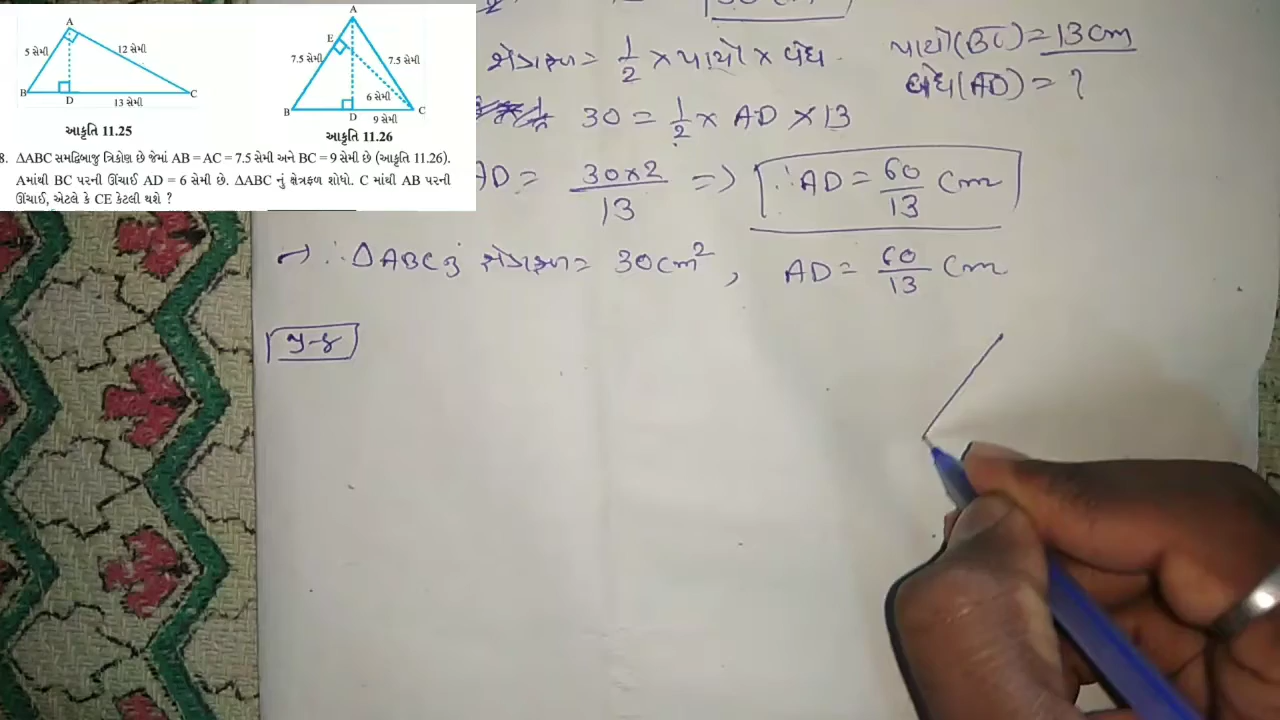 A
5 સેમી
12 સેમી
B
D
C
13 સેમી
આકૃતિ 11.25
A
E
7.5 સેમી
7.5 સેમી
6 સેમી
B
D
C
9 સેમી
આકૃતિ 11.26
8. ΔABC સમદ્વિબાજુ ત્રિકોણ છે જેમાં AB = AC = 7.5 સેમી અને BC = 9 સેમી છે (આકૃતિ 11.26).
Aમાંથી BC પરની ઊંચાઈ AD = 6 સેમી છે. ΔABC નું ક્ષેત્રફળ શોધો. C માંથી AB પરની
ઊંચાઈ, એટલે કે CE કેટલી થશે ?
ક્ષેત્રફળ = 1/2 × પાયો × વેધ
પાયો (BC) = 13 cm
વેધ (AD) = ?
30 = 1/2 × AD × 13
AD = 30×2/13 => ∴ AD = 60/13 cm
→ ∴ ΔABCનું ક્ષેત્રફળ = 30cm², AD = 60/13 cm